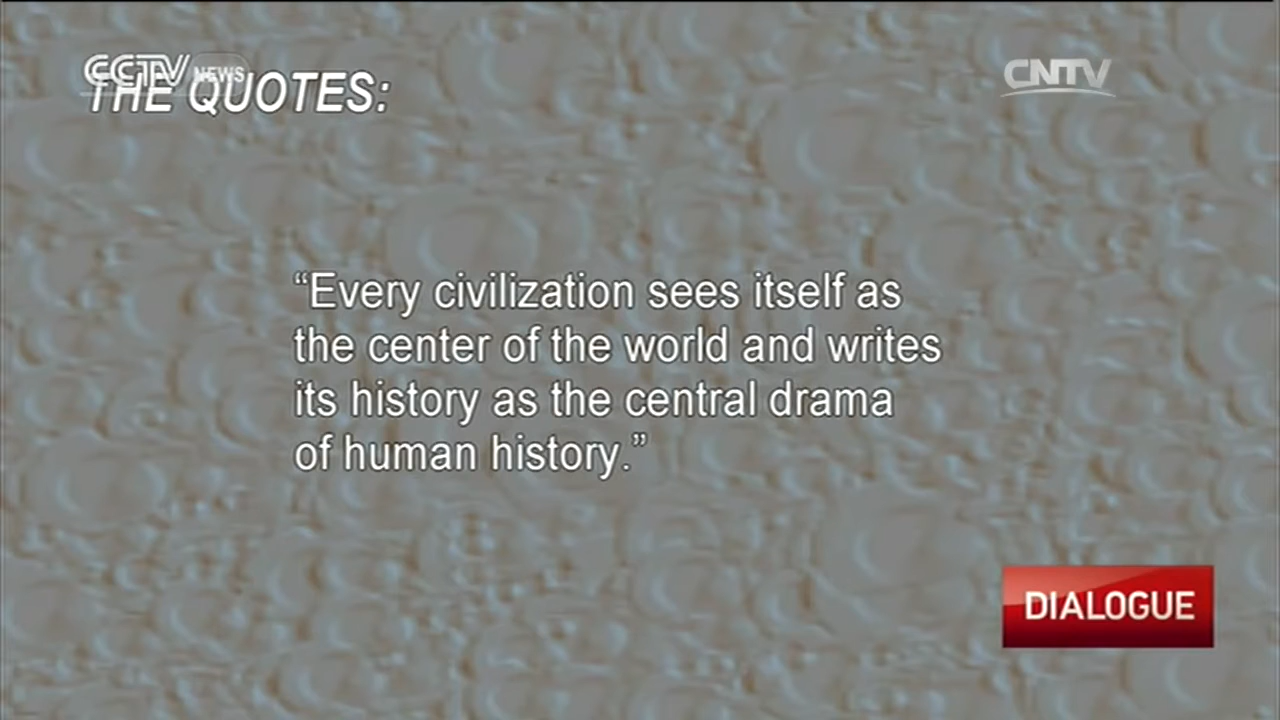 CCTV NEWS
THE QUOTES:
CNTV
“Every civilization sees itself as
the center of the world and writes
its history as the central drama
of human history.”
DIALOGUE